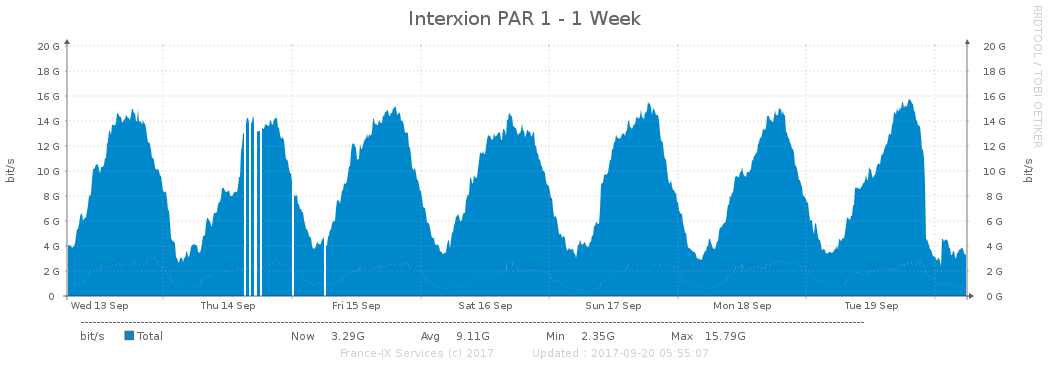 Interxion PAR 1 - 1 Week
RRDTOOL / TOBI OETIKER
20 G 20 G
18 G 18 G
16 G 16 G
14 G 14 G
12 G 12 G
10 G 10 G
8 G 8 G
6 G 6 G
4 G 4 G
2 G 2 G
0 0 G
bit/s bit/s
Wed 13 Sep Thu 14 Sep Fri 15 Sep Sat 16 Sep Sun 17 Sep Mon 18 Sep Tue 19 Sep
bit/s Total Now 3.29G Avg 9.11G Min 2.35G Max 15.79G
France-IX Services (c) 2017 Updated : 2017-09-20 05:55:07